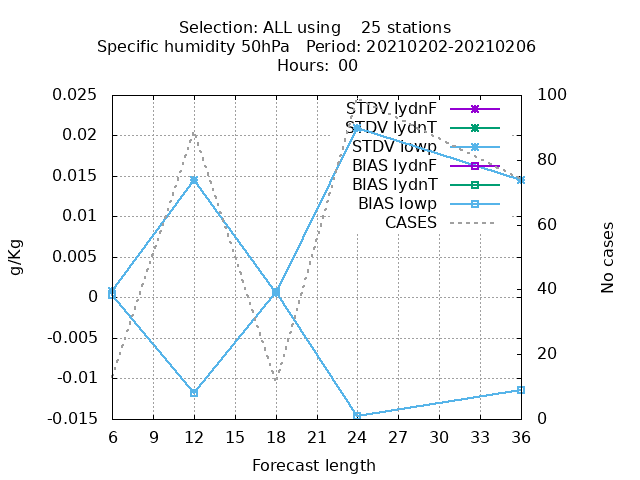 Selection: ALL using    25 stations
Specific humidity 50hPa   Period: 20210202-20210206
Hours: 00
0.025
0.02
0.015
0.01
0.005
0
-0.005
-0.01
-0.015
g/Kg
100
80
60
40
20
0
No cases
STDV lydnF
STDV lydnT
STDV lowp
BIAS lydnF
BIAS lydnT
BIAS lowp
CASES
6 9 12 15 18 21 24 27 30 33 36
Forecast length